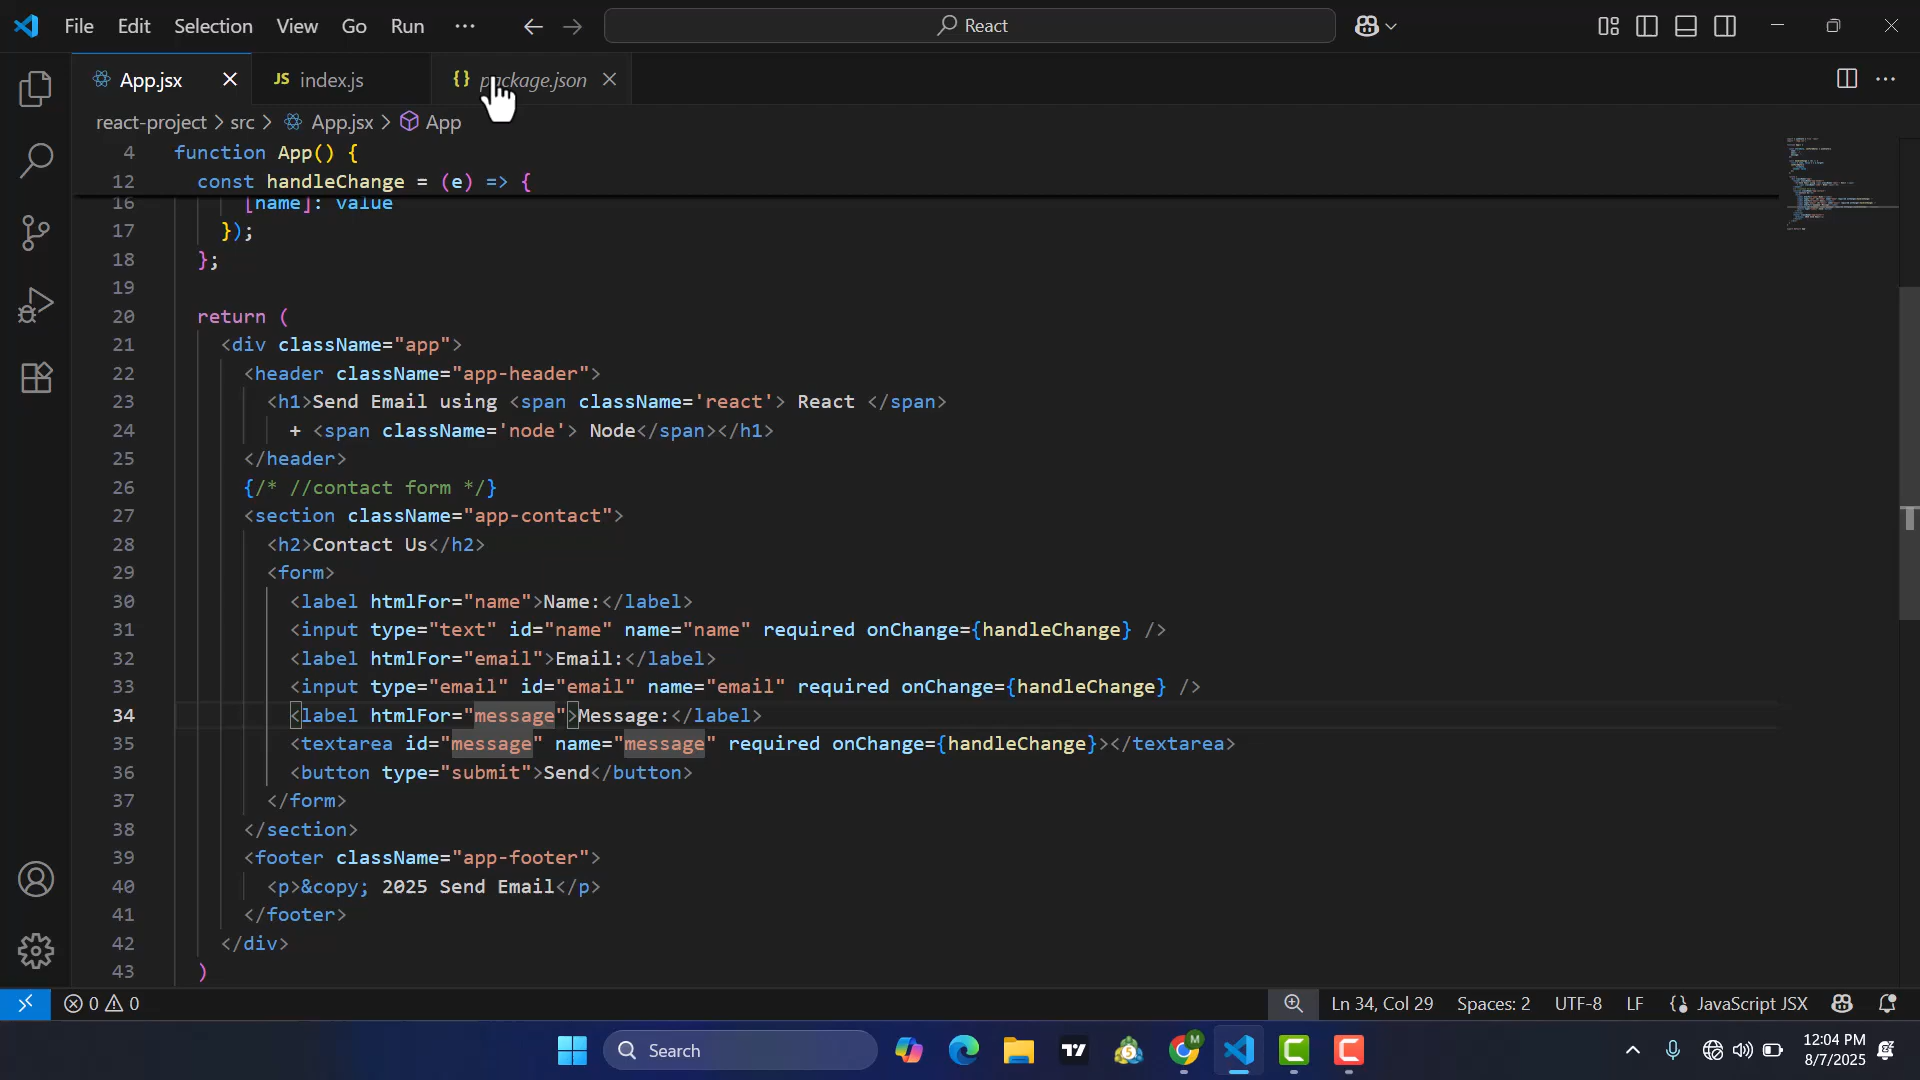 File Edit Selection View Go Run ··· React
App.jsx JS index.js {} package.json
react-project > src > App.jsx > App
4 function App() {
12 const handleChange = (e) => {
16 [name]: value
17 });
18 };
19
20 return (
21 <div className="app">
22 <header className="app-header">
23 <h1>Send Email using <span className='react'> React </span>
24 + <span className='node'> Node</span></h1>
25 </header>
26 {/* //contact form */}
27 <section className="app-contact">
28 <h2>Contact Us</h2>
29 <form>
30 <label htmlFor="name">Name:</label>
31 <input type="text" id="name" name="name" required onChange={handleChange} />
32 <label htmlFor="email">Email:</label>
33 <input type="email" id="email" name="email" required onChange={handleChange} />
34 <label htmlFor="message">Message:</label>
35 <textarea id="message" name="message" required onChange={handleChange}></textarea>
36 <button type="submit">Send</button>
37 </form>
38 </section>
39 <footer className="app-footer">
40 <p>&copy; 2025 Send Email</p>
41 </footer>
42 </div>
43 )
0 0 Ln 34, Col 29 Spaces: 2 UTF-8 LF JavaScript JSX
Search M 12:04 PM
8/7/2025